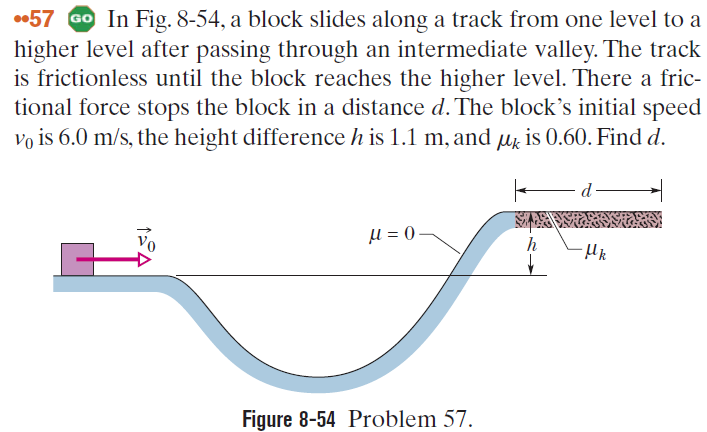 ••57 GO In Fig. 8-54, a block slides along a track from one level to a
higher level after passing through an intermediate valley. The track
is frictionless until the block reaches the higher level. There a fric-
tional force stops the block in a distance d. The block's initial speed
v₀ is 6.0 m/s, the height difference h is 1.1 m, and μₖ is 0.60. Find d.
d
v⃗₀
μ = 0
h
μₖ
Figure 8-54 Problem 57.